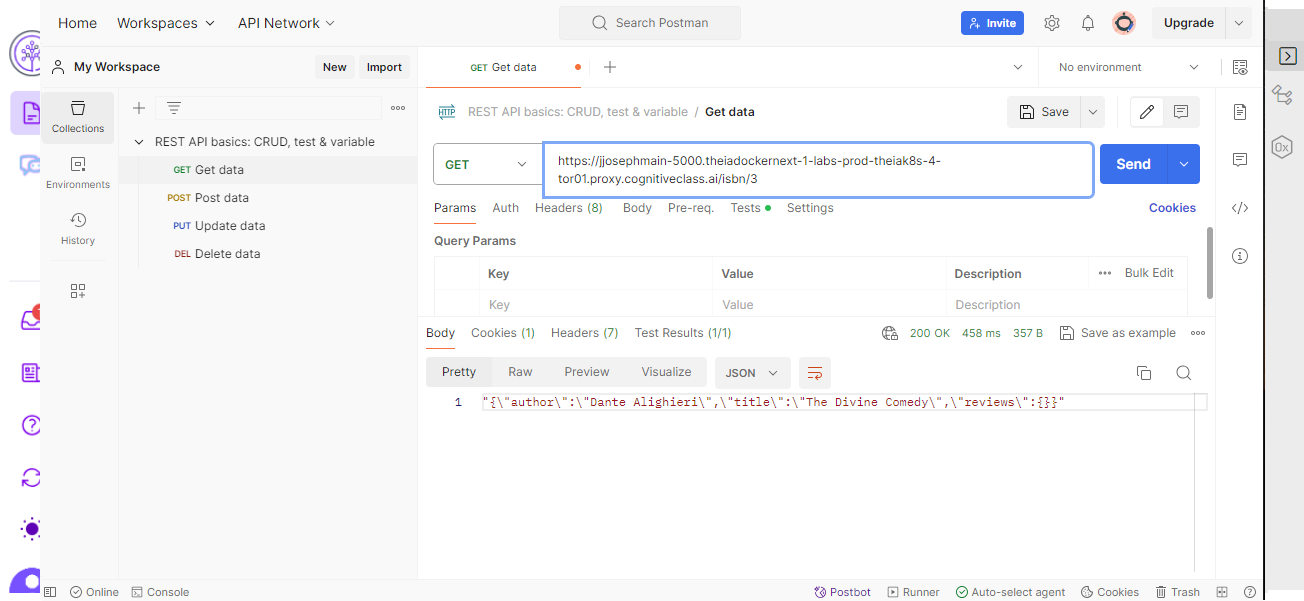 Home Workspaces API Network Search Postman Invite Upgrade
My Workspace New Import GET Get data No environment
Collections
Environments
History
REST API basics: CRUD, test & variable
GET Get data
POST Post data
PUT Update data
DEL Delete data
HTTP REST API basics: CRUD, test & variable / Get data Save
GET https://jjosephmain-5000.theiadockernext-1-labs-prod-theiak8s-4-
tor01.proxy.cognitiveclass.ai/isbn/3 Send
Params Auth Headers (8) Body Pre-req. Tests Settings Cookies
Query Params
Key Value Description Bulk Edit
Key Value Description
Body Cookies (1) Headers (7) Test Results (1/1) 200 OK 458 ms 357 B Save as example
Pretty Raw Preview Visualize JSON
1 "{\"author\":\"Dante Alighieri\",\"title\":\"The Divine Comedy\",\"reviews\":{}}"
Online Console Postbot Runner Auto-select agent Cookies Trash
0x